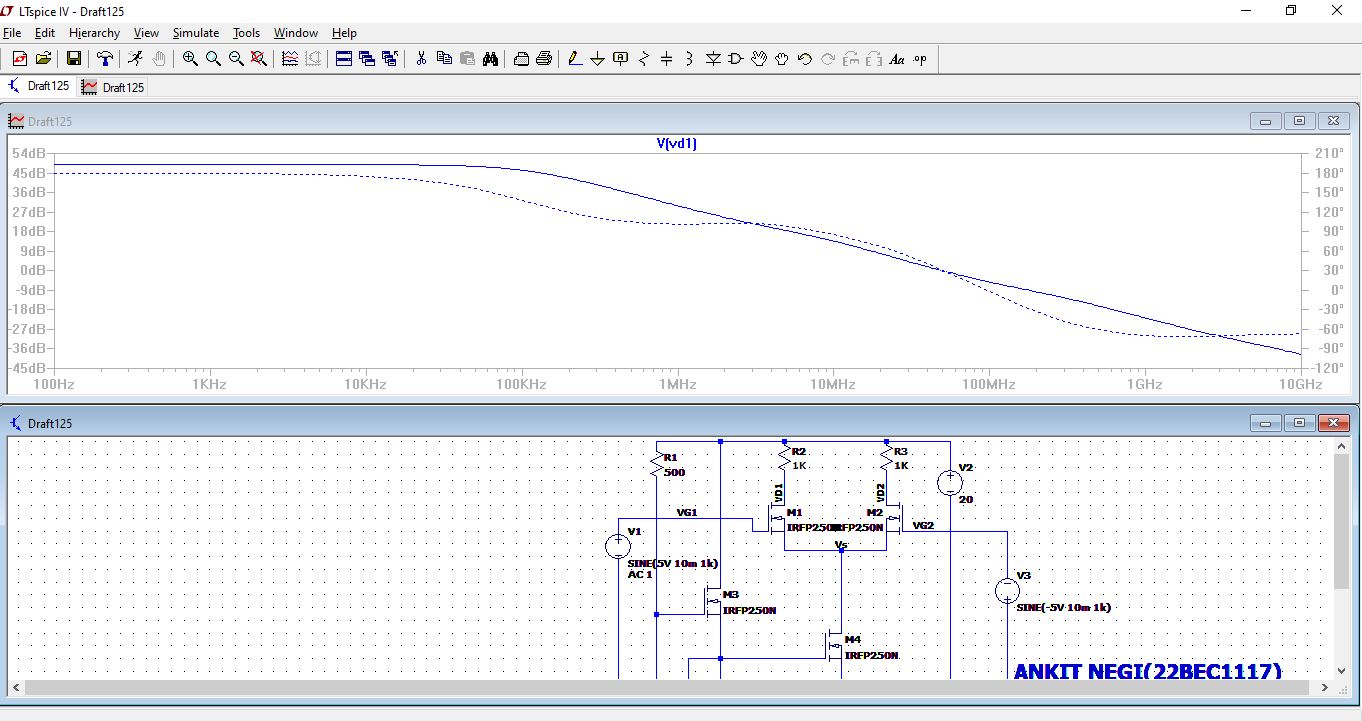 LTspice IV - Draft125
File Edit Hierarchy View Simulate Tools Window Help
Draft125 Draft125
Draft125
V(vd1)
54dB 210°
45dB 180°
36dB 150°
27dB 120°
18dB 90°
9dB 60°
0dB 30°
-9dB 0°
-18dB -30°
-27dB -60°
-36dB -90°
-45dB -120°
100Hz 1KHz 10KHz 100KHz 1MHz 10MHz 100MHz 1GHz 10GHz
Draft125
R1
500
R2
1K
R3
1K
V2
20
VD1
VD2
VG1
M1
IRFP250N
M2
IRFP250N
VG2
Vs
V1
SINE(5V 10m 1k)
AC 1
M3
IRFP250N
V3
SINE(-5V 10m 1k)
M4
IRFP250N
ANKIT NEGI(22BEC1117)